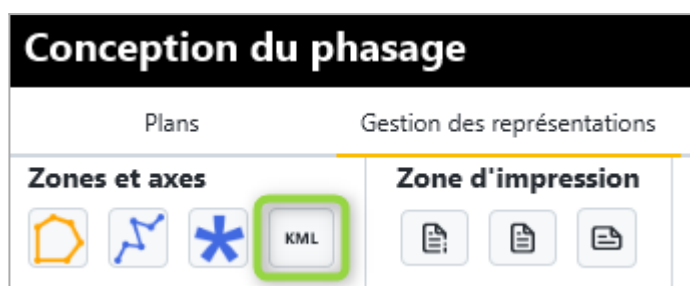 Conception du phasage
Plans Gestion des représentations
Zones et axes Zone d'impression
KML